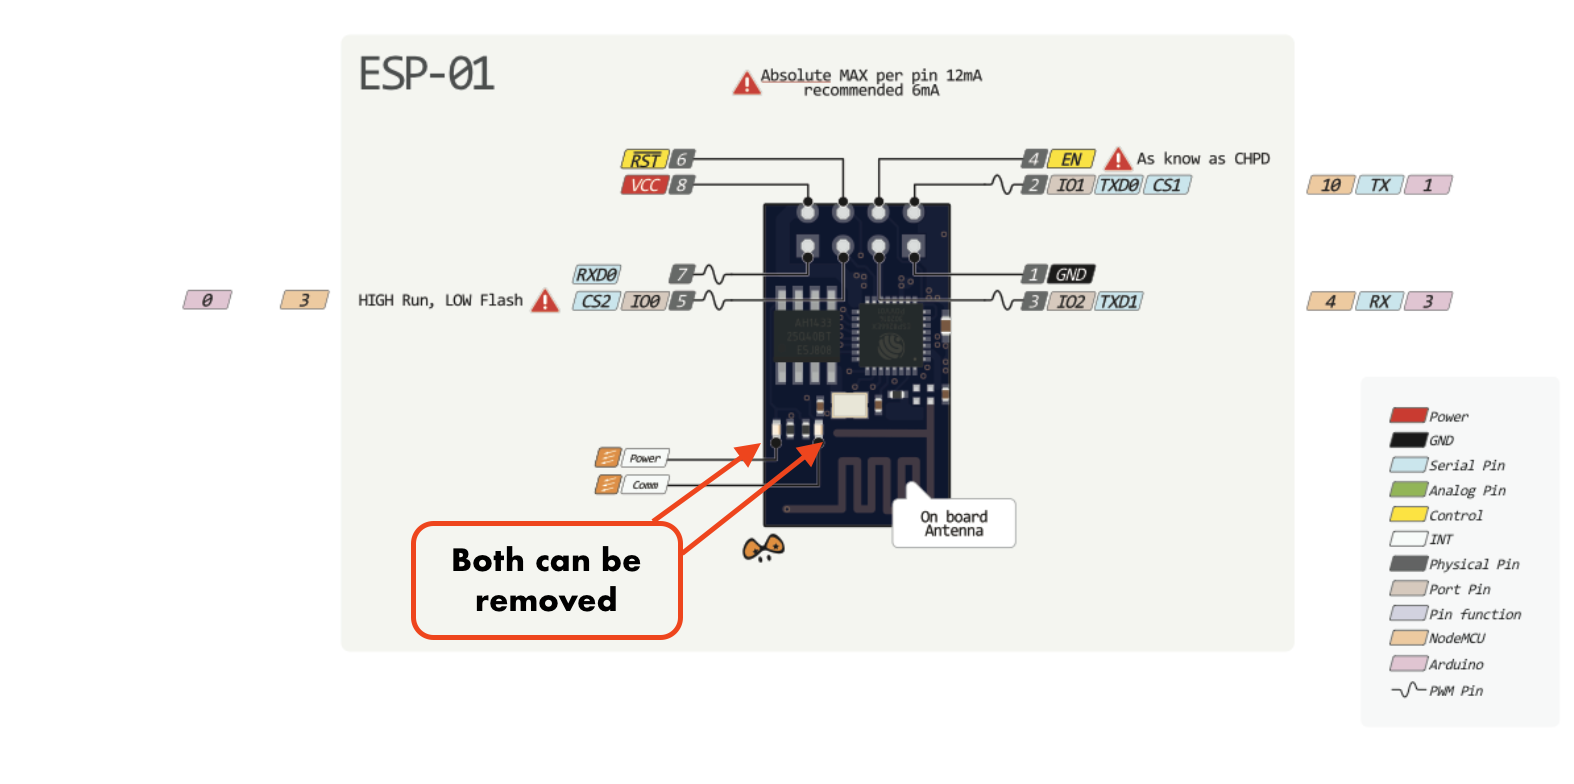 ESP-01
Absolute MAX per pin 12mA
recommended 6mA
RST 6
4 EN As know as CHPD
VCC 8
2 IO1 TXD0 CS1 10 TX 1
RXD0 7
1 GND
0 3 HIGH Run, LOW Flash CS2 IO0 5
3 IO2 TXD1 4 RX 3
Power
Comm
On board
Antenna
Both can be
removed
Power
GND
Serial Pin
Analog Pin
Control
INT
Physical Pin
Port Pin
Pin function
NodeMCU
Arduino
PWM Pin